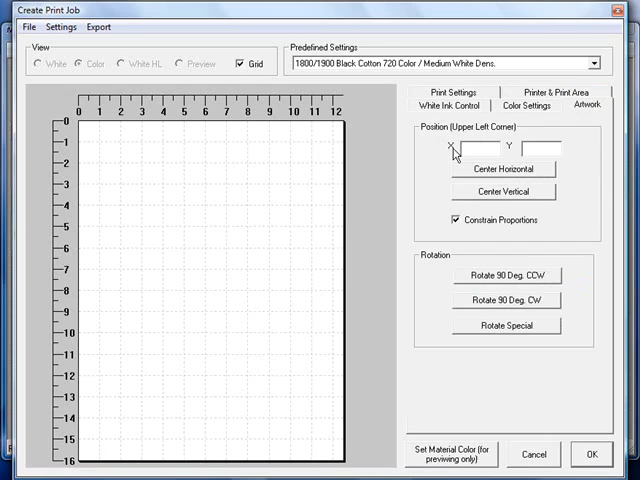 Create Print Job
File Settings Export
View
White Color White HL Preview Grid
Predefined Settings
1800/1900 Black Cotton 720 Color / Medium White Dens.
Print Settings Printer & Print Area
White Ink Control Color Settings Artwork
0 1 2 3 4 5 6 7 8 9 10 11 12
0
1
2
3
4
5
6
7
8
9
10
11
12
13
14
15
16
Position (Upper Left Corner)
X Y
Center Horizontal
Center Vertical
Constrain Proportions
Rotation
Rotate 90 Deg. CCW
Rotate 90 Deg. CW
Rotate Special
Set Material Color (for
previwing only)
Cancel
OK